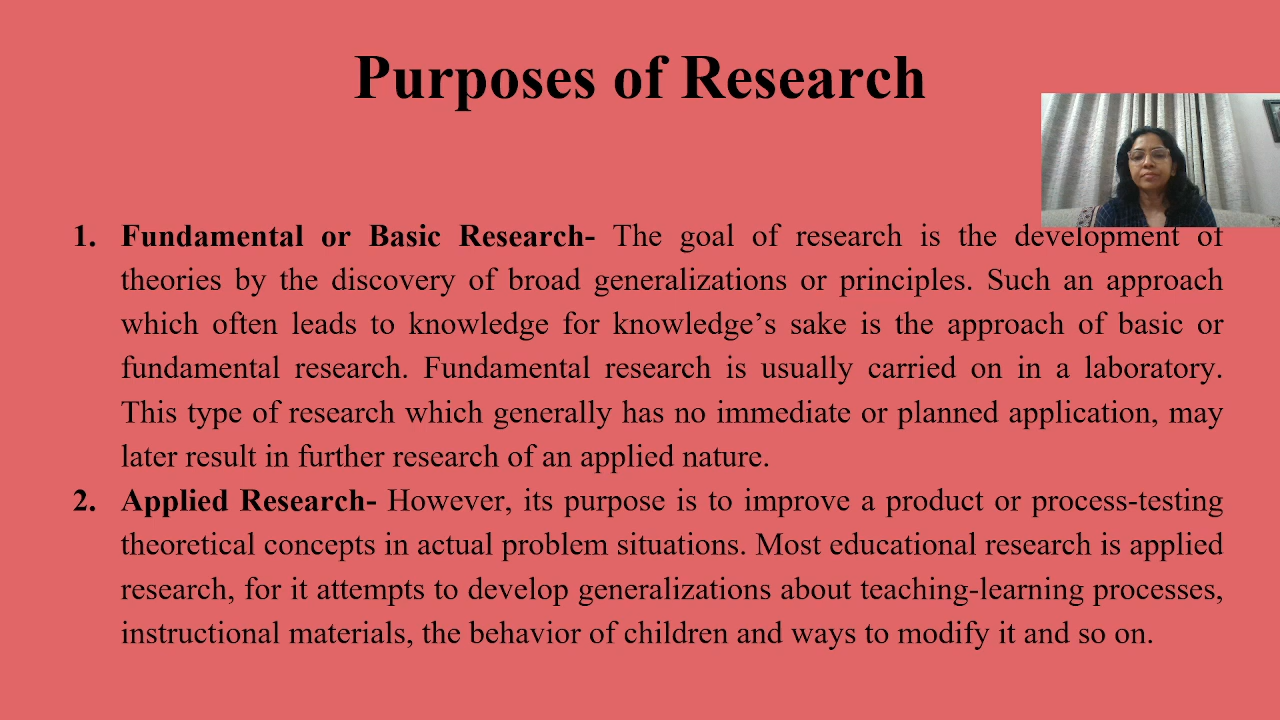 Purposes of Research
1. Fundamental or Basic Research- The goal of research is the development of
theories by the discovery of broad generalizations or principles. Such an approach
which often leads to knowledge for knowledge’s sake is the approach of basic or
fundamental research. Fundamental research is usually carried on in a laboratory.
This type of research which generally has no immediate or planned application, may
later result in further research of an applied nature.
2. Applied Research- However, its purpose is to improve a product or process-testing
theoretical concepts in actual problem situations. Most educational research is applied
research, for it attempts to develop generalizations about teaching-learning processes,
instructional materials, the behavior of children and ways to modify it and so on.